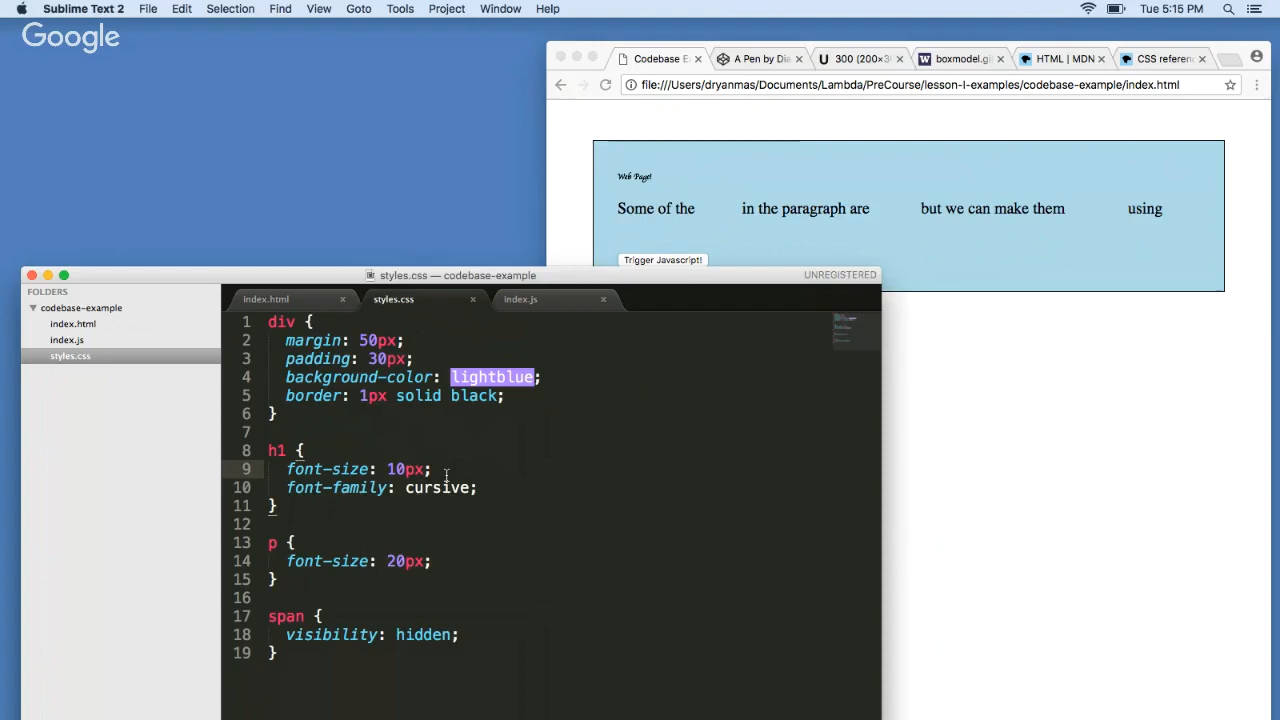 Sublime Text 2 File Edit Selection Find View Goto Tools Project Window Help Tue 5:15 PM
Google
Codebase E A Pen by Dia 300 (200×3 boxmodel.gi HTML | MDN CSS referen
file:///Users/dryanmas/Documents/Lambda/PreCourse/lesson-I-examples/codebase-example/index.html
Web Page!
Some of the in the paragraph are but we can make them using
Trigger Javascript!
styles.css — codebase-example UNREGISTERED
FOLDERS
codebase-example
index.html
index.js
styles.css
index.html styles.css index.js
1 div {
2 margin: 50px;
3 padding: 30px;
4 background-color: lightblue;
5 border: 1px solid black;
6 }
7
8 h1 {
9 font-size: 10px;
10 font-family: cursive;
11 }
12
13 p {
14 font-size: 20px;
15 }
16
17 span {
18 visibility: hidden;
19 }